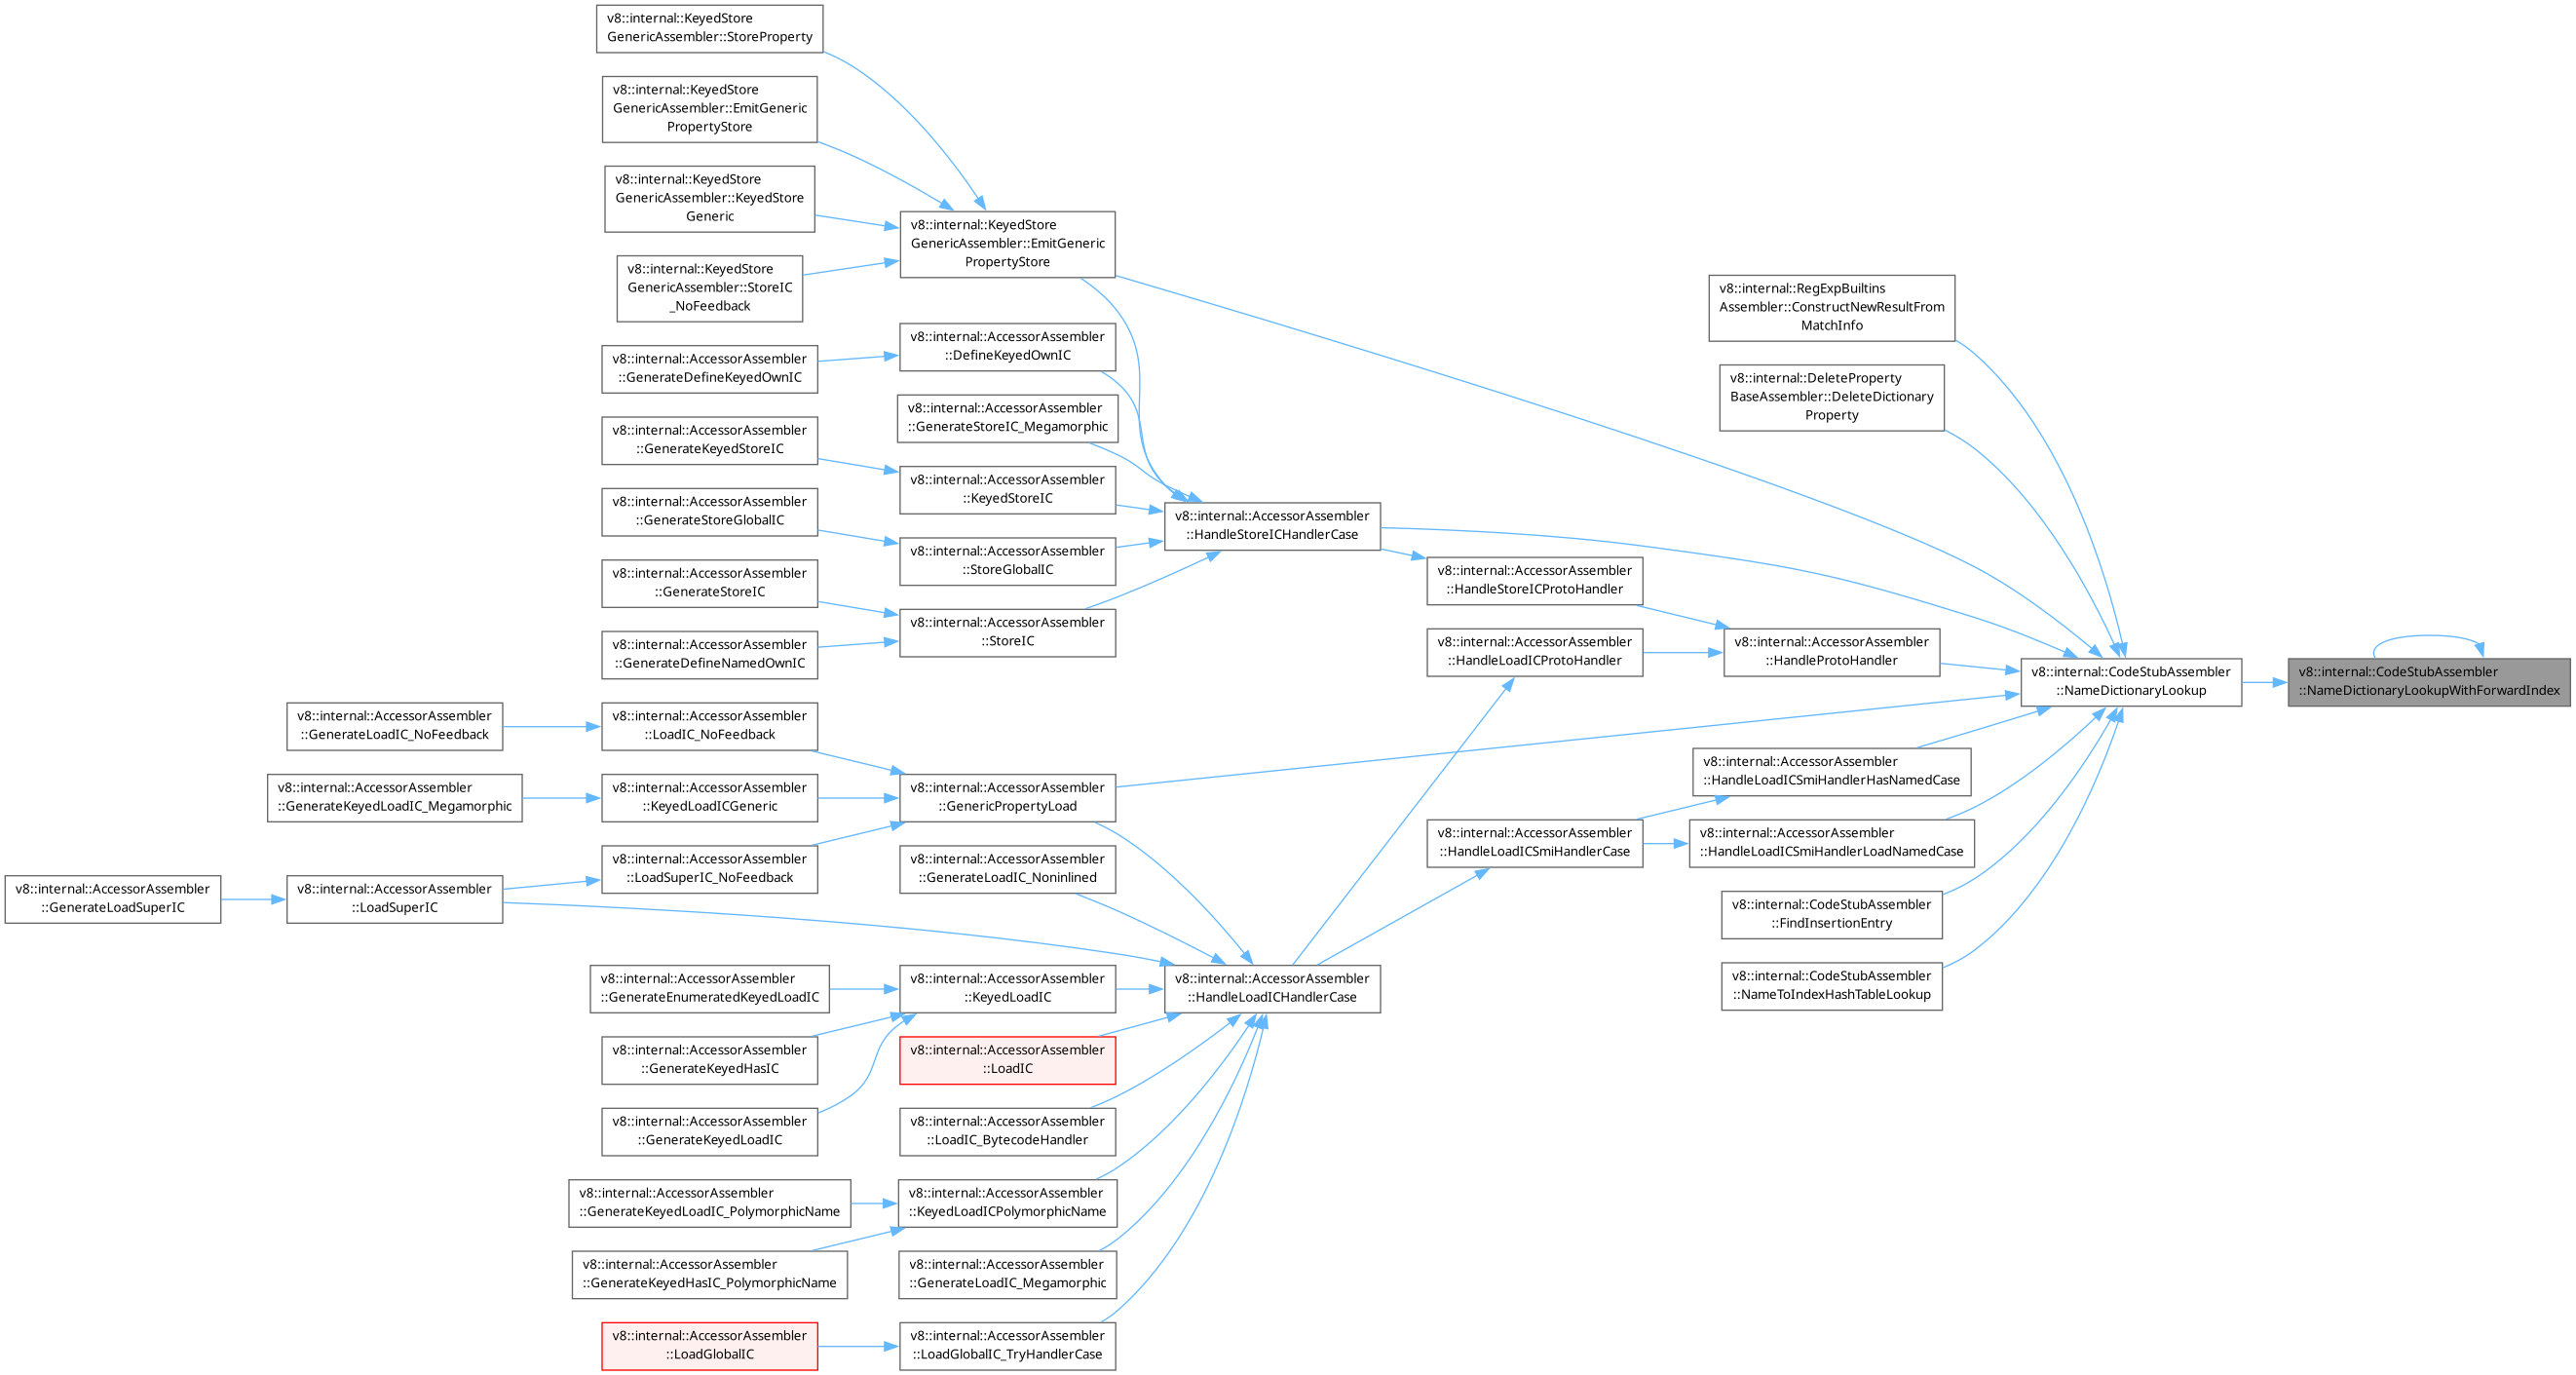 v8::internal::KeyedStore
GenericAssembler::StoreProperty
v8::internal::KeyedStore
GenericAssembler::EmitGeneric
PropertyStore
v8::internal::KeyedStore
GenericAssembler::KeyedStore
Generic
v8::internal::KeyedStore
GenericAssembler::StoreIC
_NoFeedback
v8::internal::AccessorAssembler
::GenerateDefineKeyedOwnIC
v8::internal::AccessorAssembler
::GenerateKeyedStoreIC
v8::internal::AccessorAssembler
::GenerateStoreGlobalIC
v8::internal::AccessorAssembler
::GenerateStoreIC
v8::internal::AccessorAssembler
::GenerateDefineNamedOwnIC
v8::internal::KeyedStore
GenericAssembler::EmitGeneric
PropertyStore
v8::internal::AccessorAssembler
::DefineKeyedOwnIC
v8::internal::AccessorAssembler
::GenerateStoreIC_Megamorphic
v8::internal::AccessorAssembler
::KeyedStoreIC
v8::internal::AccessorAssembler
::StoreGlobalIC
v8::internal::AccessorAssembler
::StoreIC
v8::internal::AccessorAssembler
::HandleStoreICHandlerCase
v8::internal::AccessorAssembler
::HandleStoreICProtoHandler
v8::internal::AccessorAssembler
::HandleLoadICProtoHandler
v8::internal::RegExpBuiltins
Assembler::ConstructNewResultFrom
MatchInfo
v8::internal::DeleteProperty
BaseAssembler::DeleteDictionary
Property
v8::internal::AccessorAssembler
::HandleProtoHandler
v8::internal::CodeStubAssembler
::NameDictionaryLookup
v8::internal::CodeStubAssembler
::NameDictionaryLookupWithForwardIndex
v8::internal::AccessorAssembler
::GenerateLoadIC_NoFeedback
v8::internal::AccessorAssembler
::LoadIC_NoFeedback
v8::internal::AccessorAssembler
::GenerateKeyedLoadIC_Megamorphic
v8::internal::AccessorAssembler
::KeyedLoadICGeneric
v8::internal::AccessorAssembler
::GenericPropertyLoad
v8::internal::AccessorAssembler
::HandleLoadICSmiHandlerHasNamedCase
v8::internal::AccessorAssembler
::HandleLoadICSmiHandlerCase
v8::internal::AccessorAssembler
::HandleLoadICSmiHandlerLoadNamedCase
v8::internal::AccessorAssembler
::LoadSuperIC_NoFeedback
v8::internal::AccessorAssembler
::GenerateLoadIC_Noninlined
v8::internal::AccessorAssembler
::GenerateLoadSuperIC
v8::internal::AccessorAssembler
::LoadSuperIC
v8::internal::CodeStubAssembler
::FindInsertionEntry
v8::internal::CodeStubAssembler
::NameToIndexHashTableLookup
v8::internal::AccessorAssembler
::GenerateEnumeratedKeyedLoadIC
v8::internal::AccessorAssembler
::KeyedLoadIC
v8::internal::AccessorAssembler
::HandleLoadICHandlerCase
v8::internal::AccessorAssembler
::GenerateKeyedHasIC
v8::internal::AccessorAssembler
::LoadIC
v8::internal::AccessorAssembler
::GenerateKeyedLoadIC
v8::internal::AccessorAssembler
::LoadIC_BytecodeHandler
v8::internal::AccessorAssembler
::GenerateKeyedLoadIC_PolymorphicName
v8::internal::AccessorAssembler
::KeyedLoadICPolymorphicName
v8::internal::AccessorAssembler
::GenerateKeyedHasIC_PolymorphicName
v8::internal::AccessorAssembler
::GenerateLoadIC_Megamorphic
v8::internal::AccessorAssembler
::LoadGlobalIC
v8::internal::AccessorAssembler
::LoadGlobalIC_TryHandlerCase